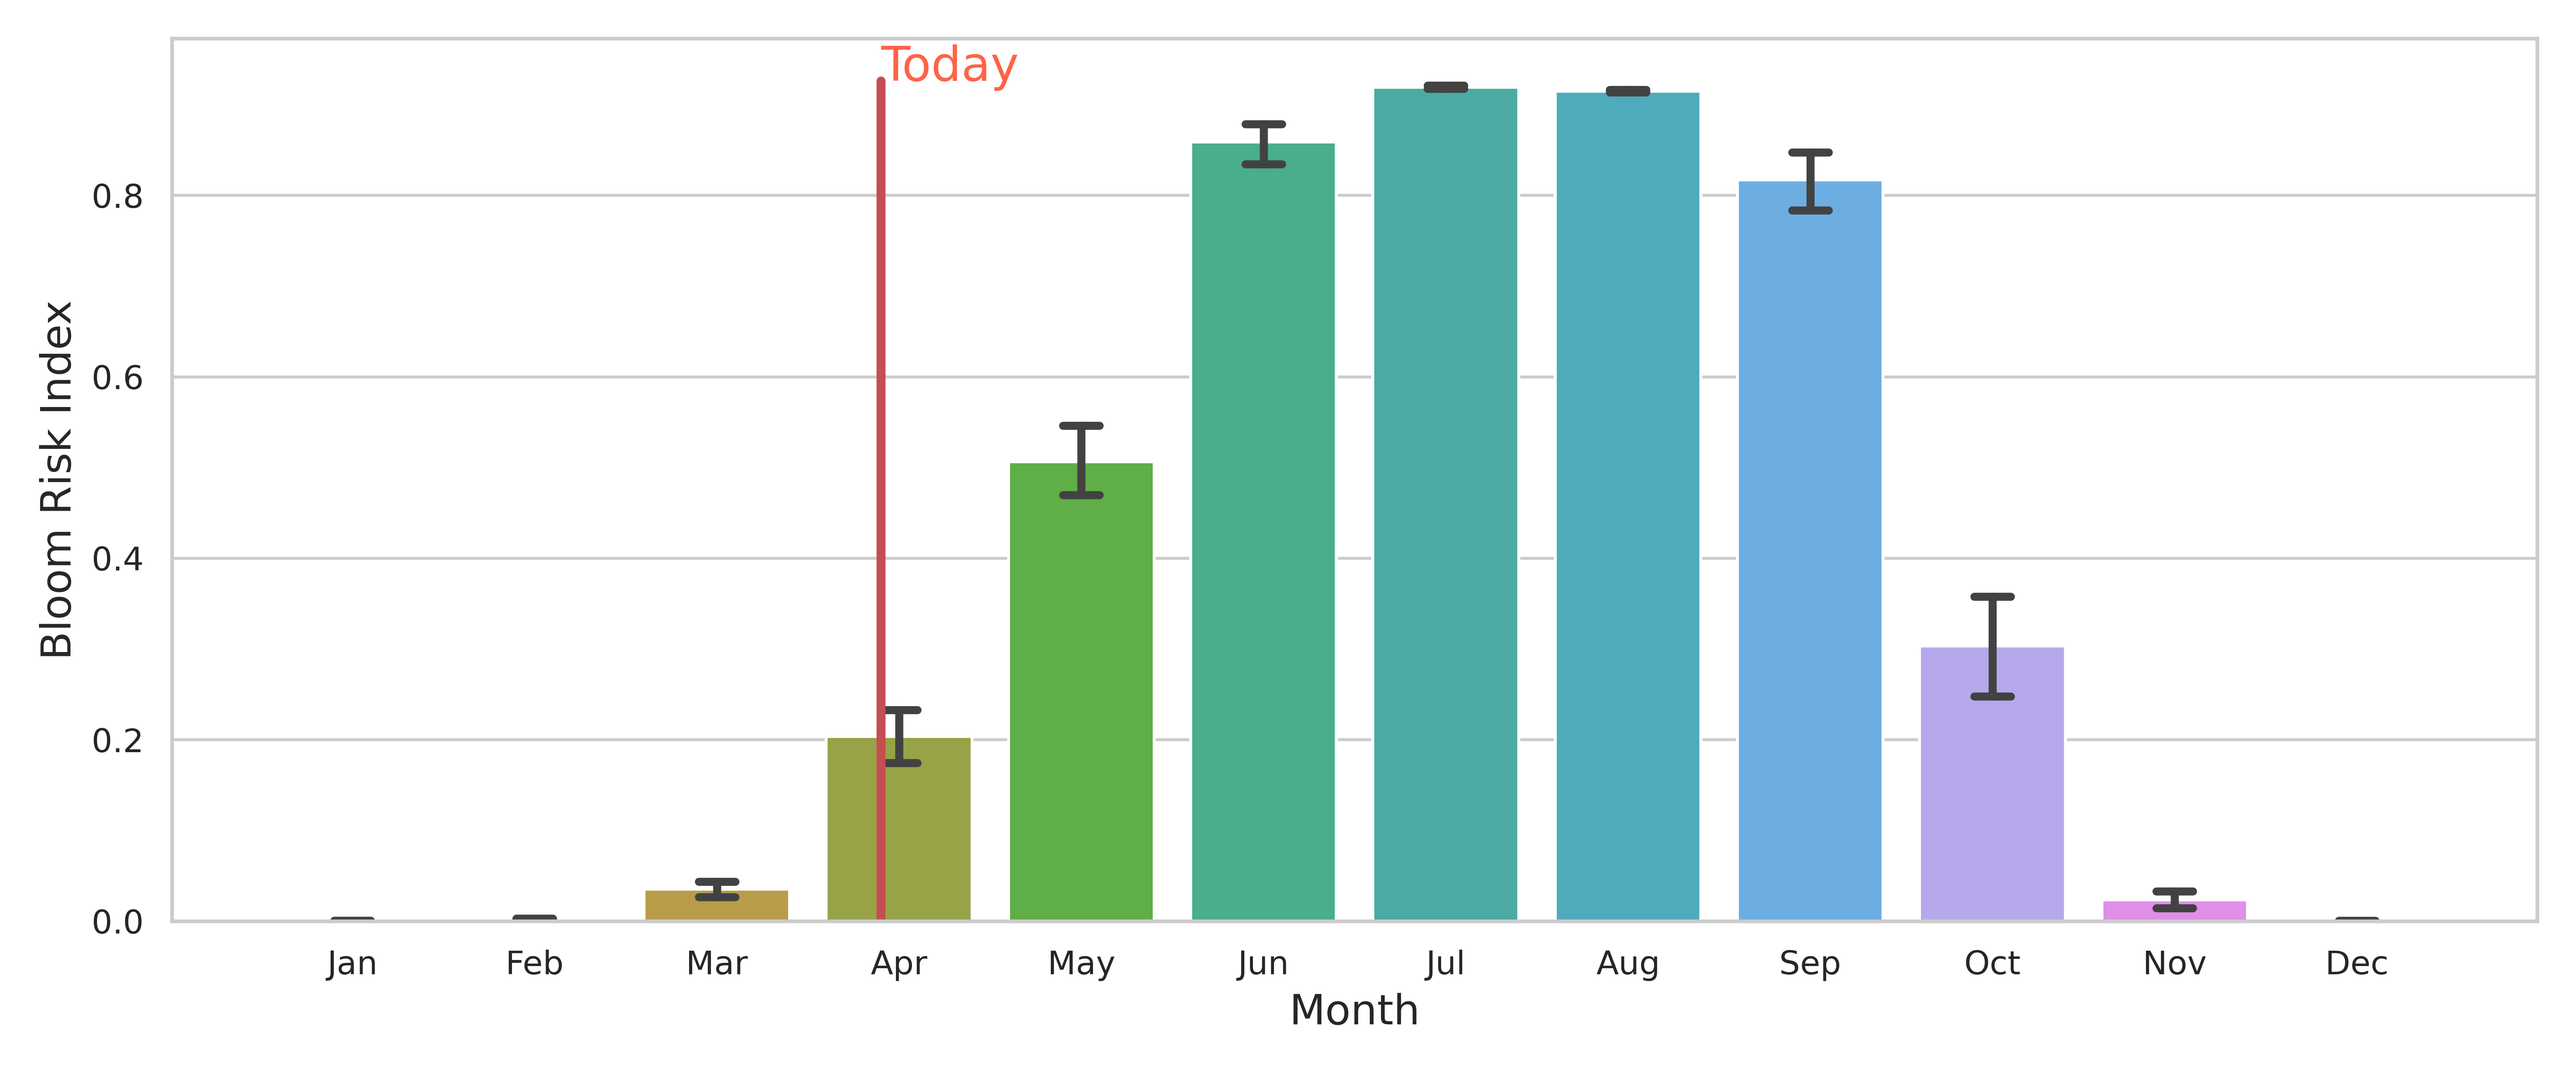 Today
Bloom Risk Index
0.8
0.6
0.4
0.2
0.0
Jan Feb Mar Apr May Jun Jul Aug Sep Oct Nov Dec
Month